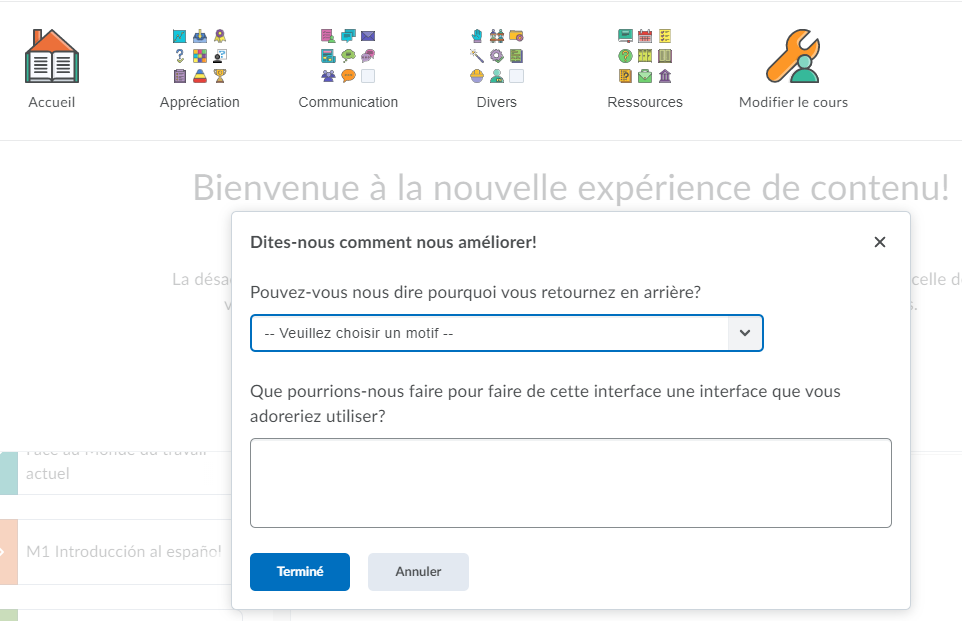 Accueil
Appréciation
Communication
Divers
Ressources
Modifier le cours
Bienvenue à la nouvelle expérience de contenu!
La désa
celle d
Dites-nous comment nous améliorer!
Pouvez-vous nous dire pourquoi vous retournez en arrière?
-- Veuillez choisir un motif --
Que pourrions-nous faire pour faire de cette interface une interface que vous
adoreriez utiliser?
Face au Monde du travail
actuel
M1 Introducción al español
Terminé
Annuler